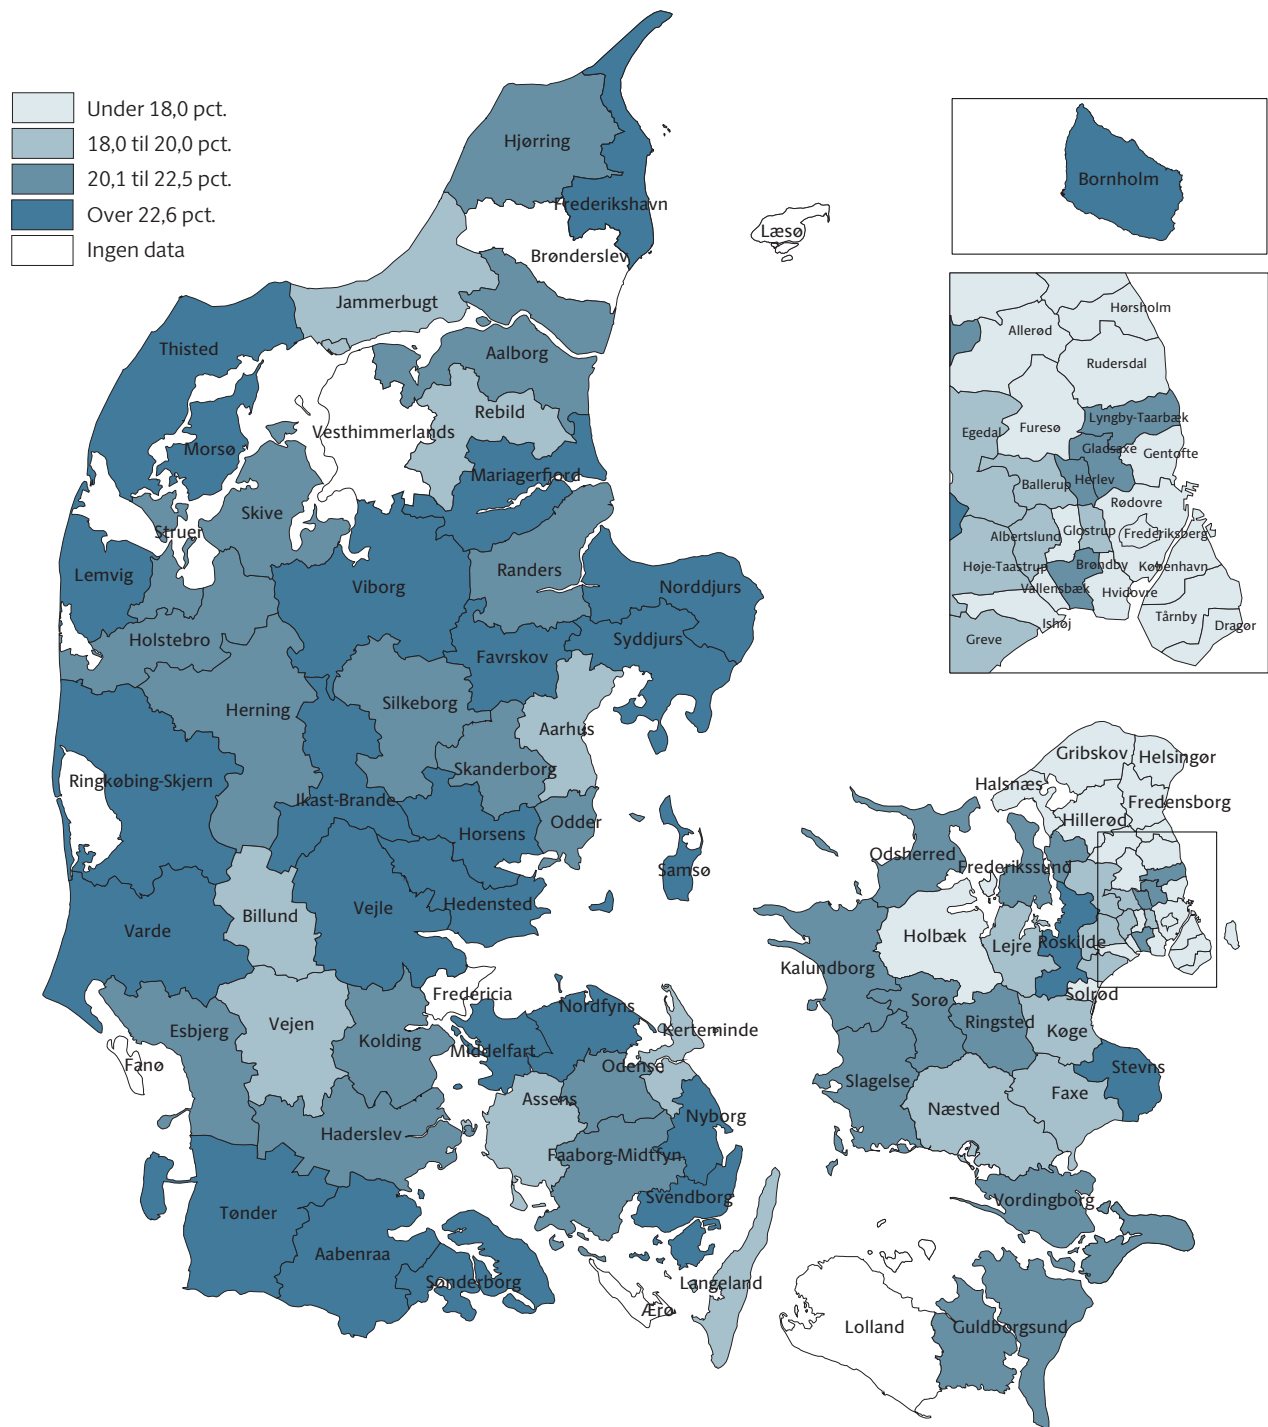 Under 18,0 pct.
18,0 til 20,0 pct.
20,1 til 22,5 pct.
Over 22,6 pct.
Ingen data
Hjørring
Frederikshavn
Læsø
Brønderslev
Jammerbugt
Thisted
Aalborg
Rebild
Vesthimmerlands
Morsø
Mariagerfjord
Skive
Struer
Lemvig
Viborg
Randers
Norddjurs
Holstebro
Syddjurs
Favrskov
Silkeborg
Herning
Aarhus
Skanderborg
Ringkøbing-Skjern
Ikast-Brande
Odder
Horsens
Samsø
Hedensted
Vejle
Billund
Varde
Fredericia
Nordfyns
Vejen
Esbjerg
Kolding
Middelfart
Kerteminde
Fanø
Odense
Assens
Nyborg
Haderslev
Faaborg-Midtfyn
Svendborg
Tønder
Aabenraa
Sønderborg
Langeland
Ærø
Bornholm
Hørsholm
Allerød
Rudersdal
Lyngby-Taarbæk
Egedal
Furesø
Gladsaxe
Gentofte
Ballerup
Herlev
Rødovre
Albertslund
Glostrup
Frederiksberg
Høje-Taastrup
Brøndby
København
Vallensbæk
Hvidovre
Ishøj
Tårnby
Dragør
Greve
Gribskov
Helsingør
Halsnæs
Fredensborg
Hillerød
Odsherred
Frederikssund
Holbæk
Lejre
Roskilde
Kalundborg
Solrød
Sorø
Ringsted
Køge
Stevns
Slagelse
Næstved
Faxe
Vordingborg
Lolland
Guldborgsund